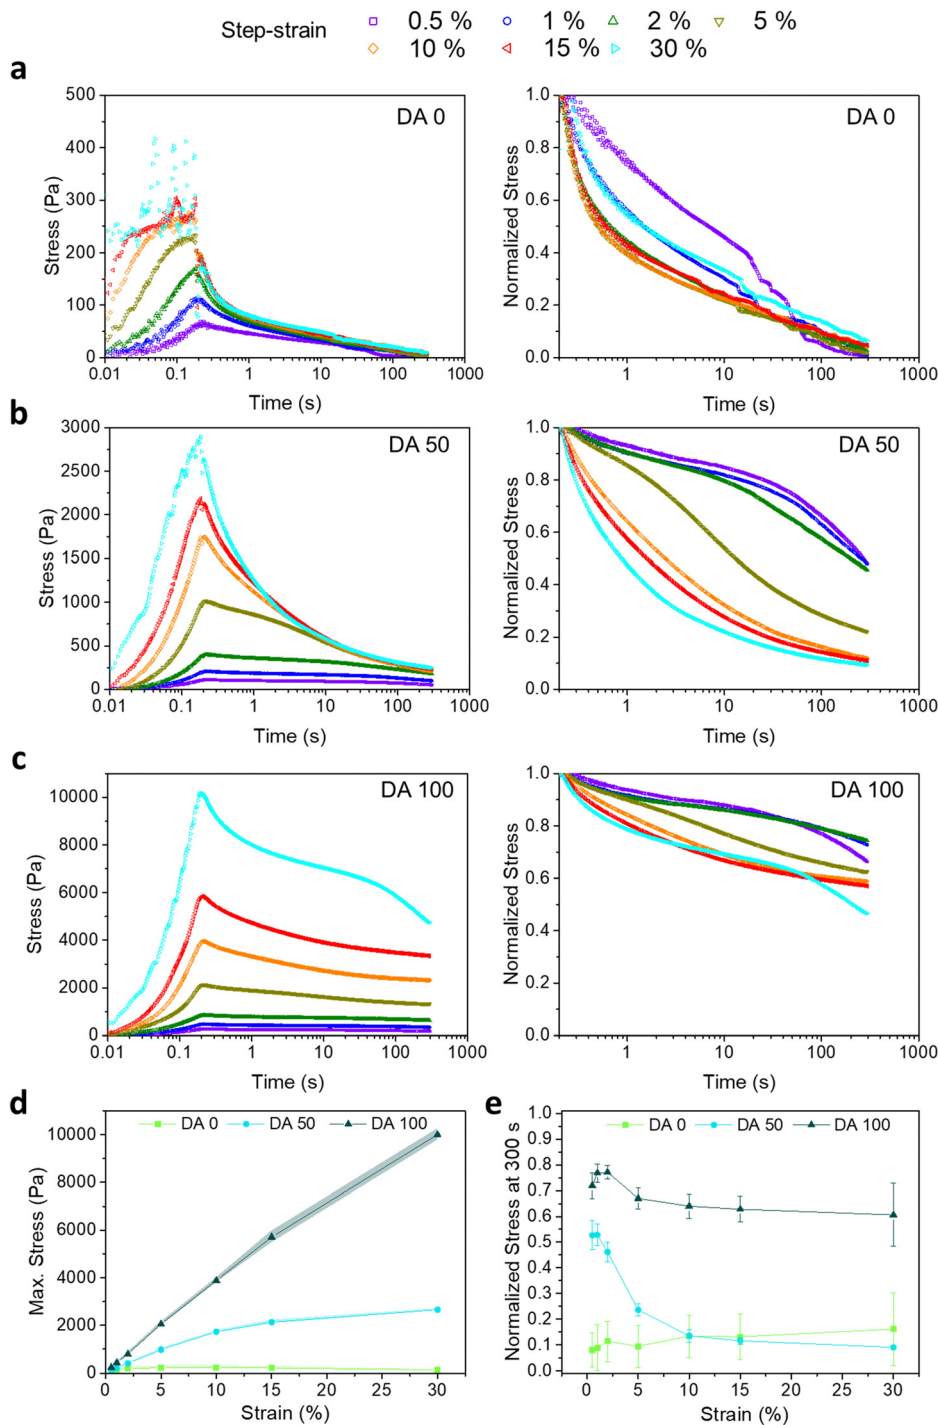 Step-strain
0.5 % 1 % 2 % 5 %
10 % 15 % 30 %
a
DA 0
500
400
300
200
100
0
Stress (Pa)
0.01 0.1 1 10 100 1000
Time (s)
DA 0
1.0
0.8
0.6
0.4
0.2
0.0
Normalized Stress
1 10 100 1000
Time (s)
b
DA 50
3000
2500
2000
1500
1000
500
0
Stress (Pa)
0.01 0.1 1 10 100 1000
Time (s)
DA 50
1.0
0.8
0.6
0.4
0.2
0.0
Normalized Stress
1 10 100 1000
Time (s)
c
DA 100
10000
8000
6000
4000
2000
0
Stress (Pa)
0.01 0.1 1 10 100 1000
Time (s)
DA 100
1.0
0.8
0.6
0.4
0.2
0.0
Normalized Stress
1 10 100 1000
Time (s)
d
DA 0 DA 50 DA 100
10000
8000
6000
4000
2000
0
Max. Stress (Pa)
0 5 10 15 20 25 30
Strain (%)
e
DA 0 DA 50 DA 100
1.0
0.9
0.8
0.7
0.6
0.5
0.4
0.3
0.2
0.1
0.0
Normalized Stress at 300 s
0 5 10 15 20 25 30
Strain (%)